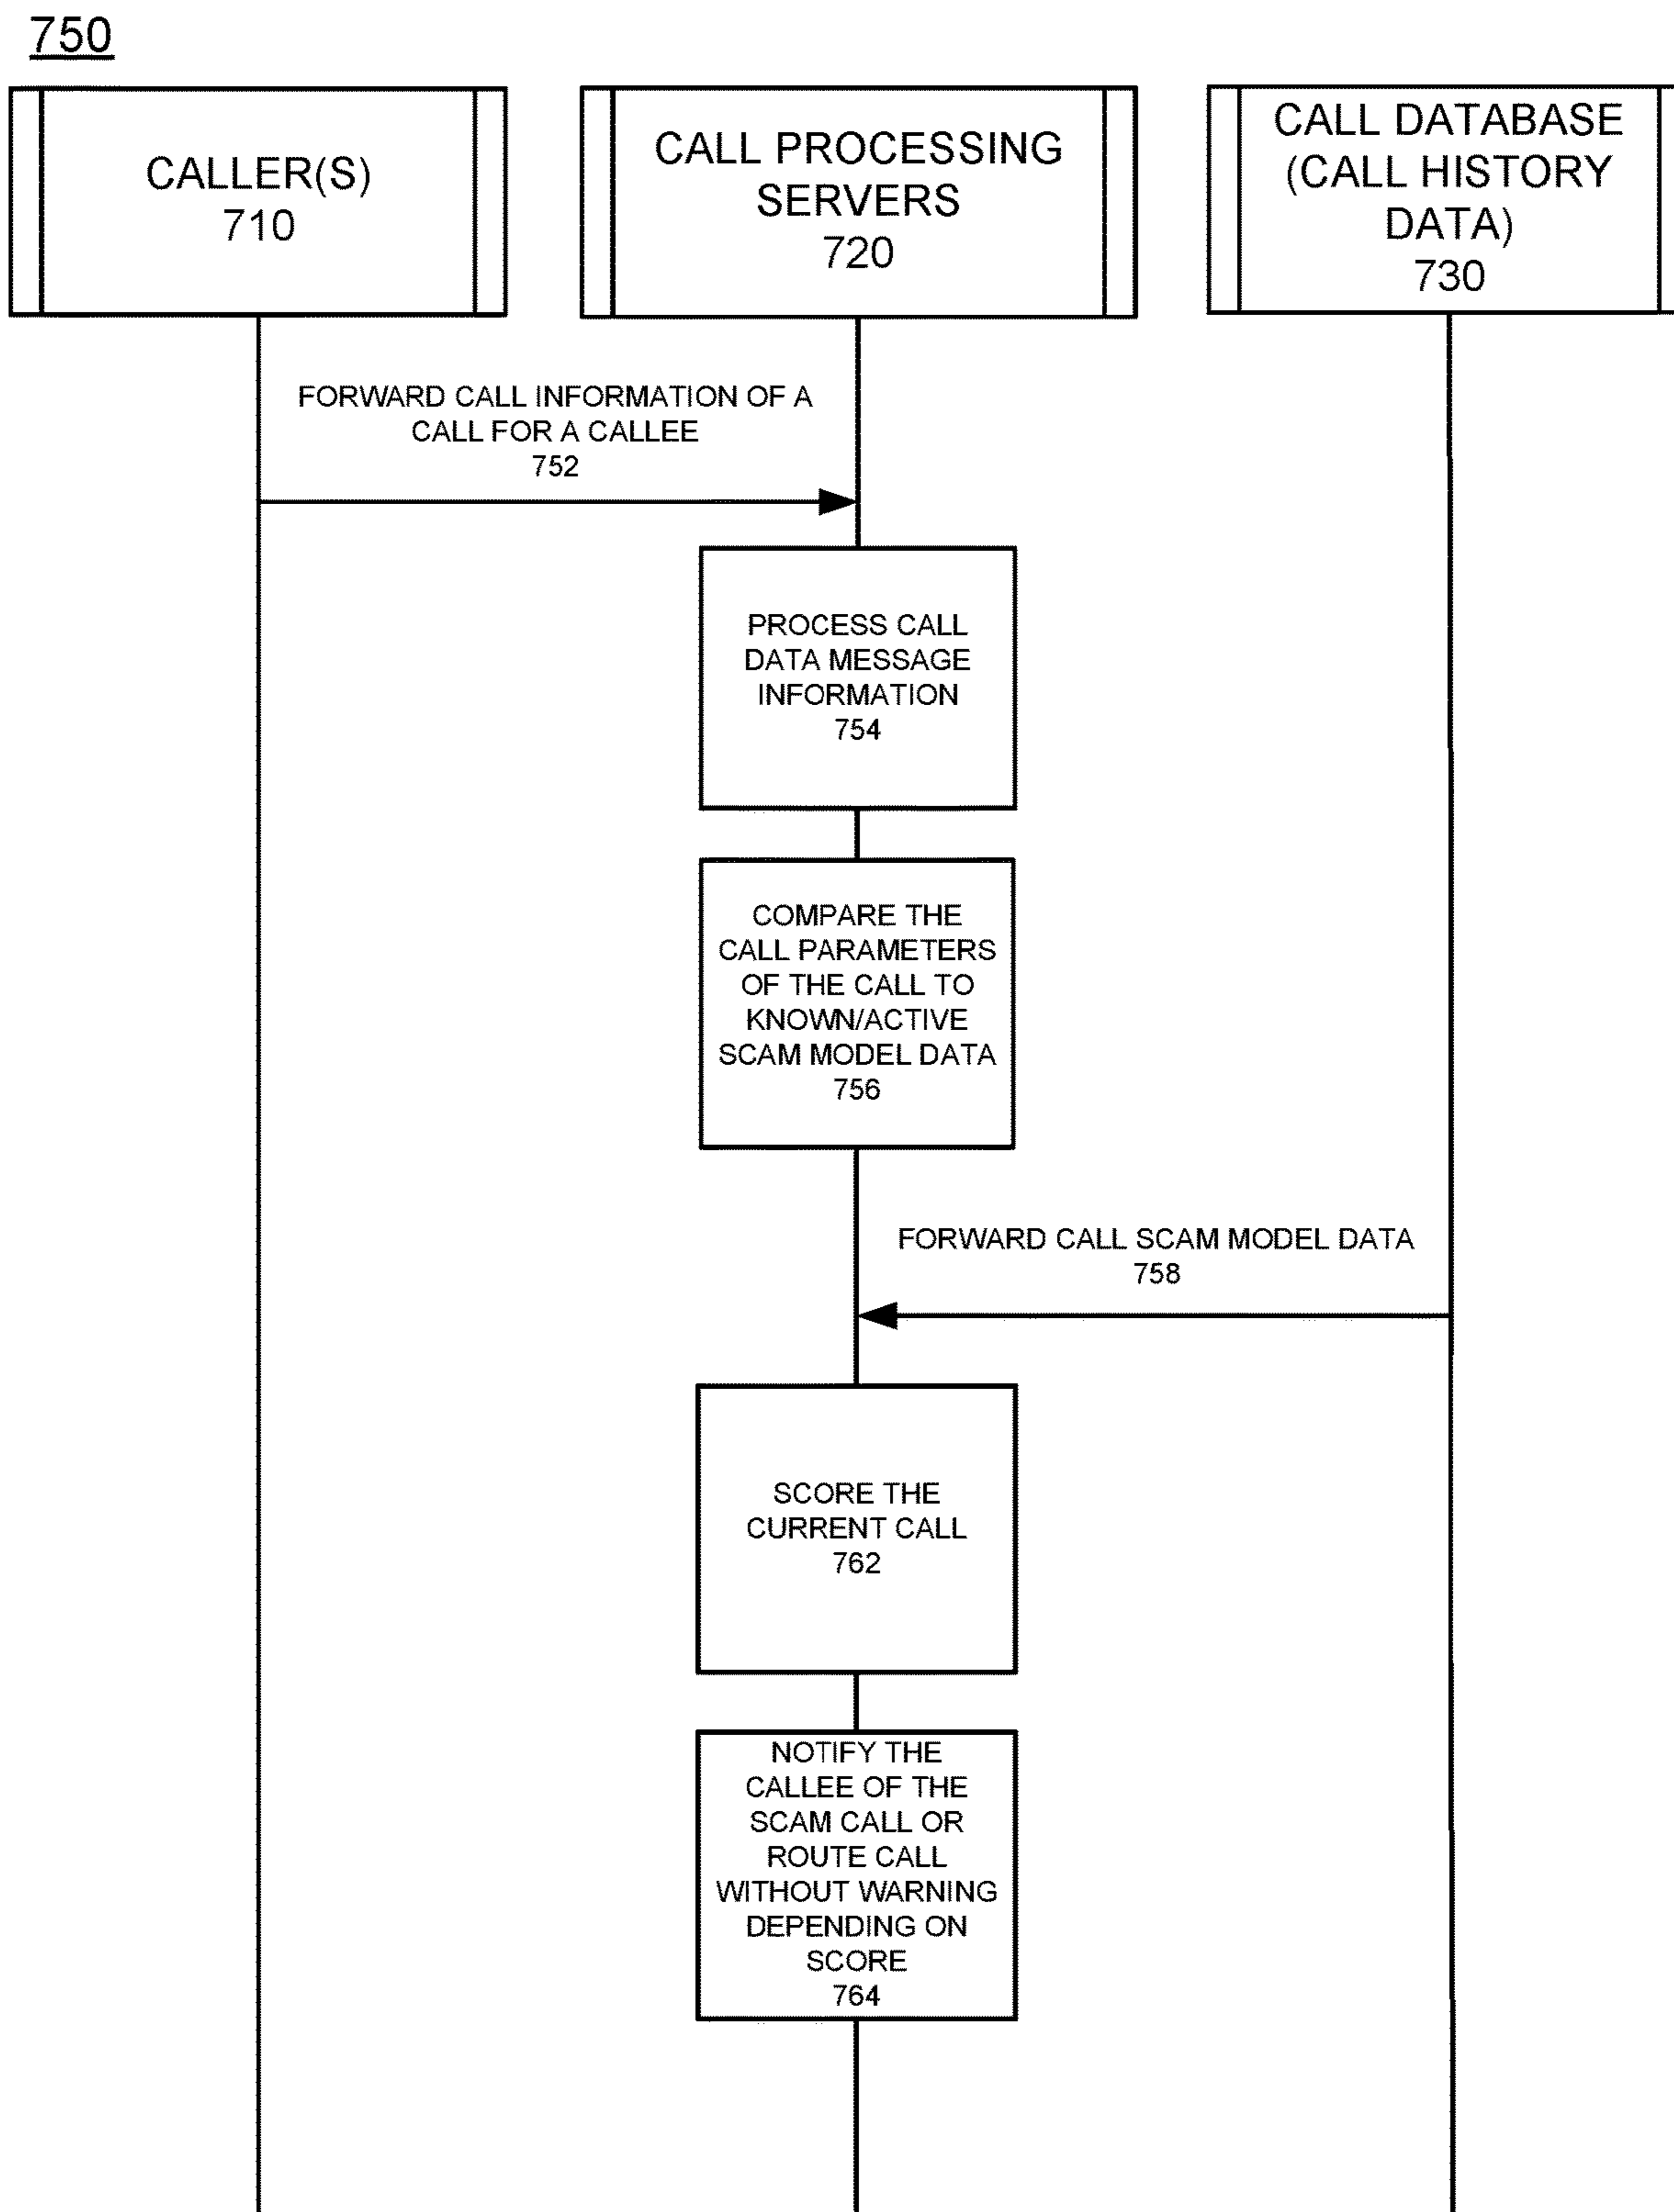 750
CALLER(S)
710
CALL PROCESSING
SERVERS
720
CALL DATABASE
(CALL HISTORY
DATA)
730
FORWARD CALL INFORMATION OF A
CALL FOR A CALLEE
752
PROCESS CALL
DATA MESSAGE
INFORMATION
754
COMPARE THE
CALL PARAMETERS
OF THE CALL TO
KNOWN/ACTIVE
SCAM MODEL DATA
756
FORWARD CALL SCAM MODEL DATA
758
SCORE THE
CURRENT CALL
762
NOTIFY THE
CALLEE OF THE
SCAM CALL OR
ROUTE CALL
WITHOUT WARNING
DEPENDING ON
SCORE
764